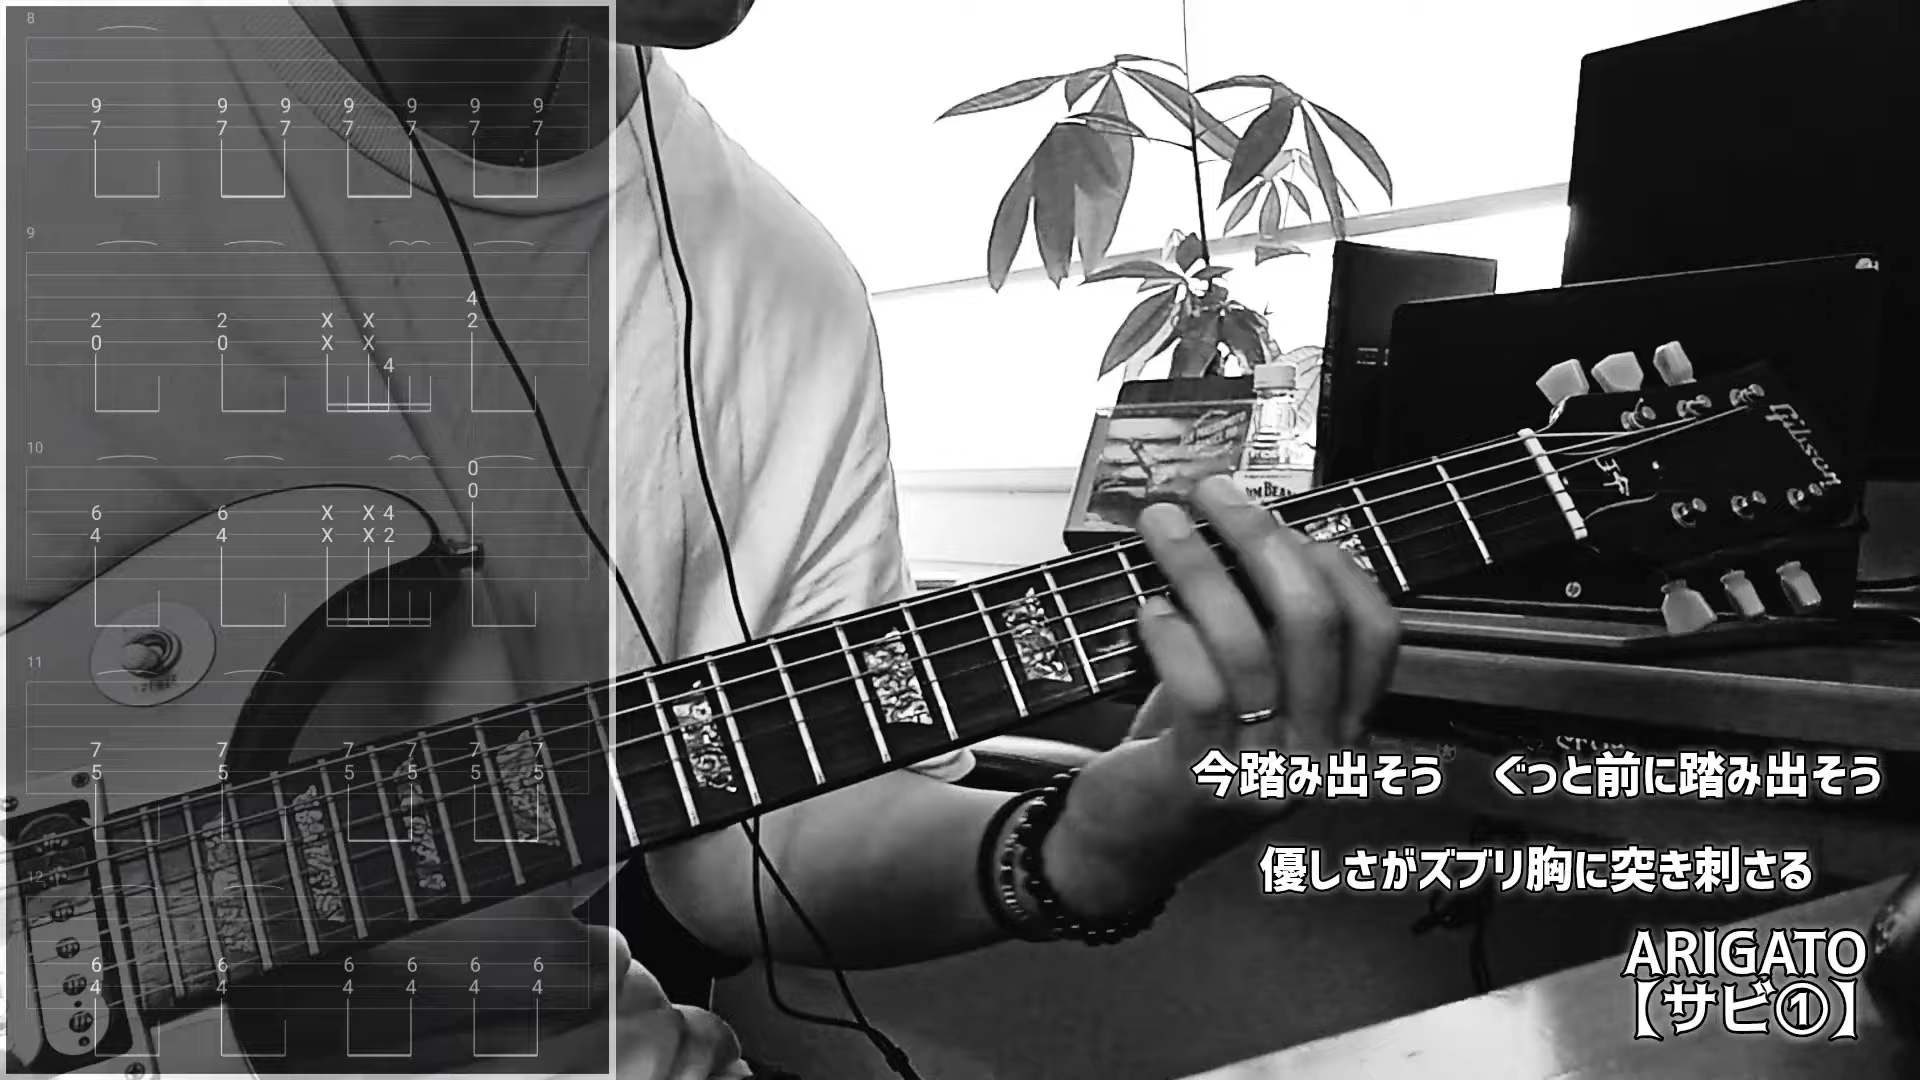 8
9 9 9 9 9 9 9
7 7 7 7 7 7 7
9
4
2 2 X X 2
0 0 X X
4
10
0
0
6 6 X X 4
4 4 X X 2
11
7 7 7 7 7 7
5 5 5 5 5 5
12
6 6 6 6 6 6
4 4 4 4 4 4
Gibson
JIM BEAM
今踏み出そう ぐっと前に踏み出そう
優しさがズブリ胸に突き刺さる
ARIGATO
【サビ①】